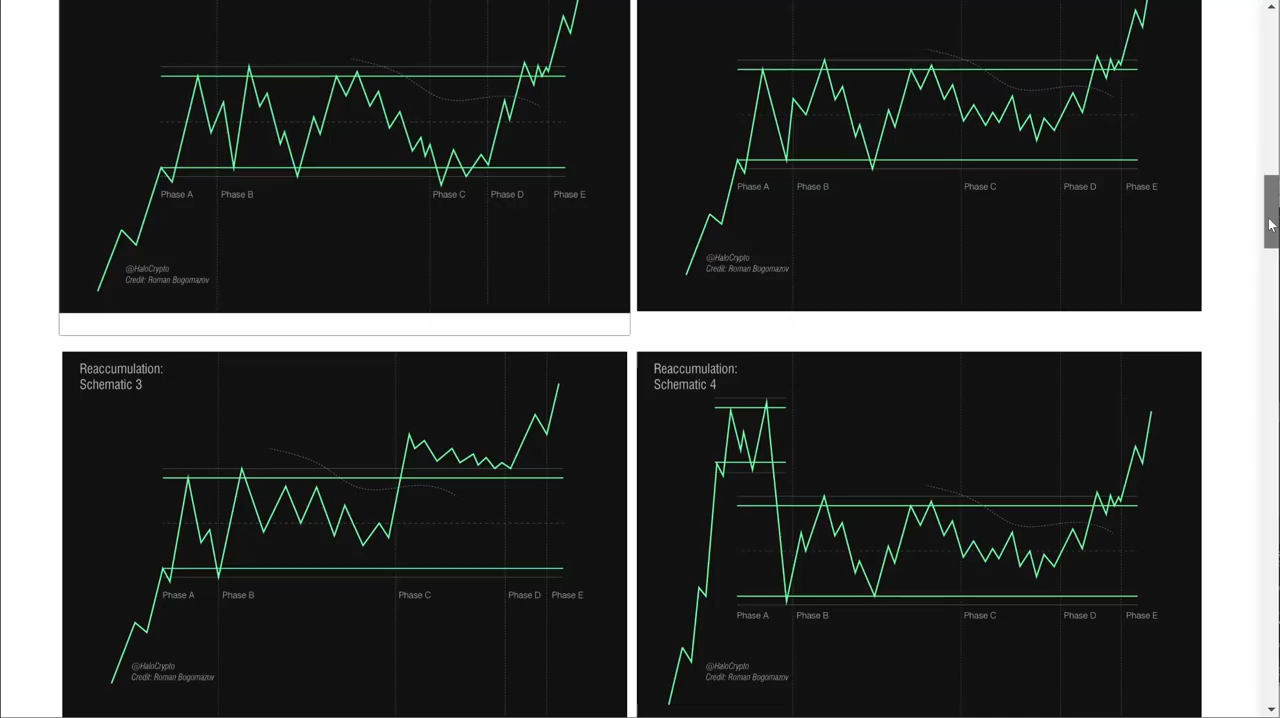 Phase A
Phase B
Phase C
Phase D
Phase E
@HaloCrypto
Credit: Roman Bogomazov
Phase A
Phase B
Phase C
Phase D
Phase E
@HaloCrypto
Credit: Roman Bogomazov
Reaccumulation:
Schematic 3
Phase A
Phase B
Phase C
Phase D
Phase E
@HaloCrypto
Credit: Roman Bogomazov
Reaccumulation:
Schematic 4
Phase A
Phase B
Phase C
Phase D
Phase E
@HaloCrypto
Credit: Roman Bogomazov